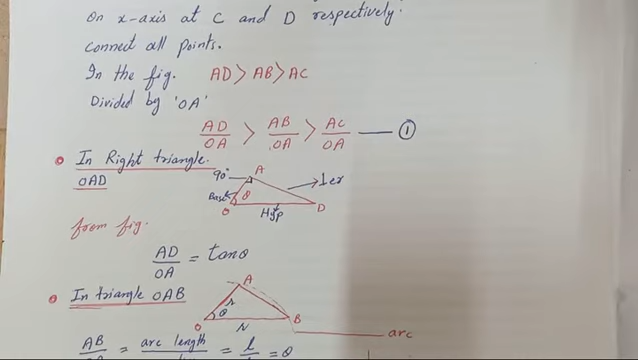 on x-axis at C and D respectively.
connect all points.
In the fig. AD > AB > AC
Divided by 'OA'
AD/OA > AB/OA > AC/OA — ①
In Right triangle.
OAD
90° A
Base θ Ler
O Hyp D
from fig.
AD/OA = tanθ
In triangle OAB
A
r
θ
O B
arc
AB = arc length = l = θ